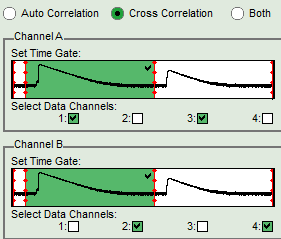 Auto Correlation Cross Correlation Both
Channel A
Set Time Gate:
Select Data Channels:
1: 2: 3: 4:
Channel B
Set Time Gate:
Select Data Channels:
1: 2: 3: 4: